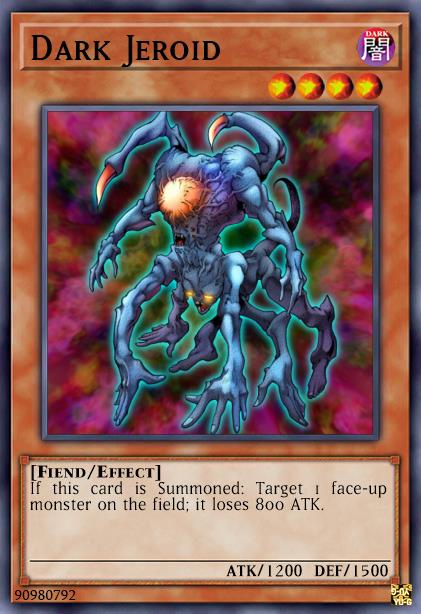 Dark Jeroid
DARK
闇
[Fiend/Effect]
If this card is Summoned: Target 1 face-up
monster on the field; it loses 800 ATK.
ATK/1200 DEF/1500
90980792